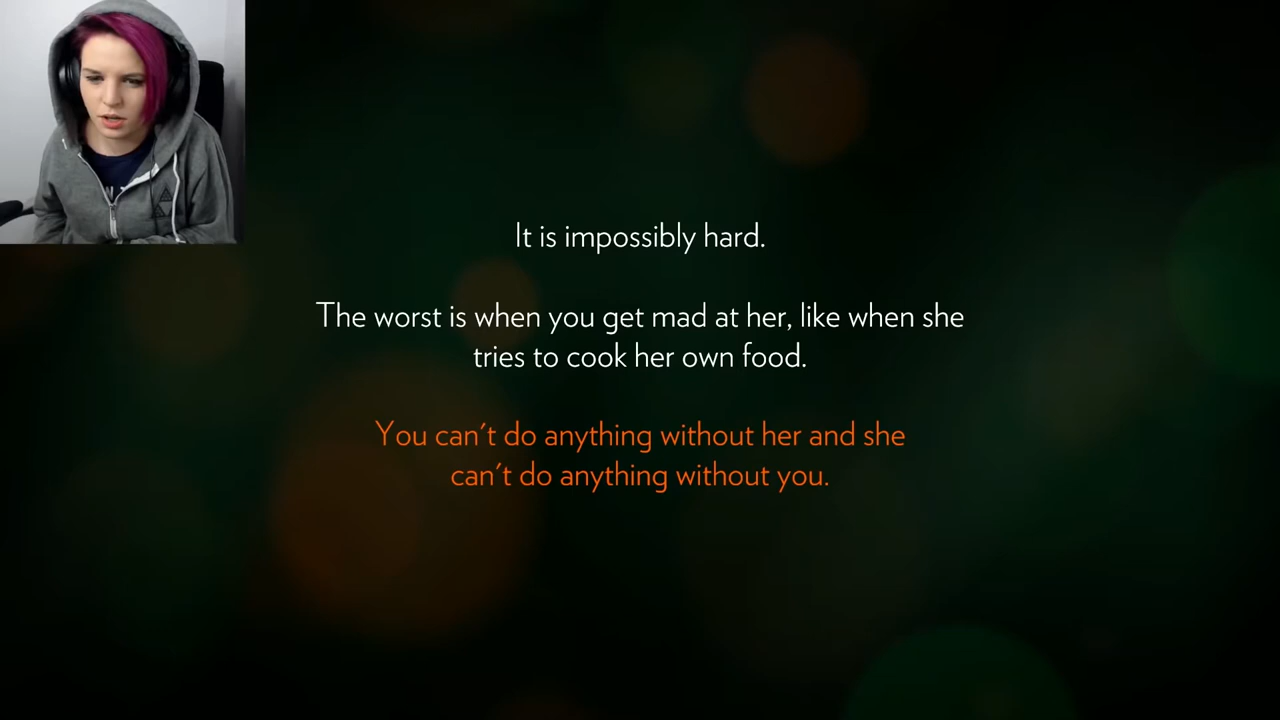 It is impossibly hard.
The worst is when you get mad at her, like when she
tries to cook her own food.
You can't do anything without her and she
can't do anything without you.